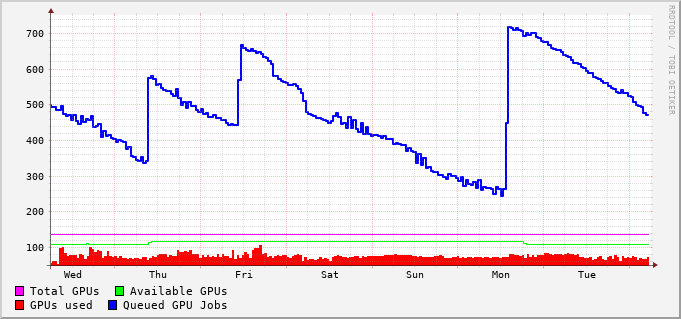 700
600
500
400
300
200
100
Wed Thu Fri Sat Sun Mon Tue
Total GPUs Available GPUs
GPUs used Queued GPU Jobs
RRDTOOL / TOBI OETIKER